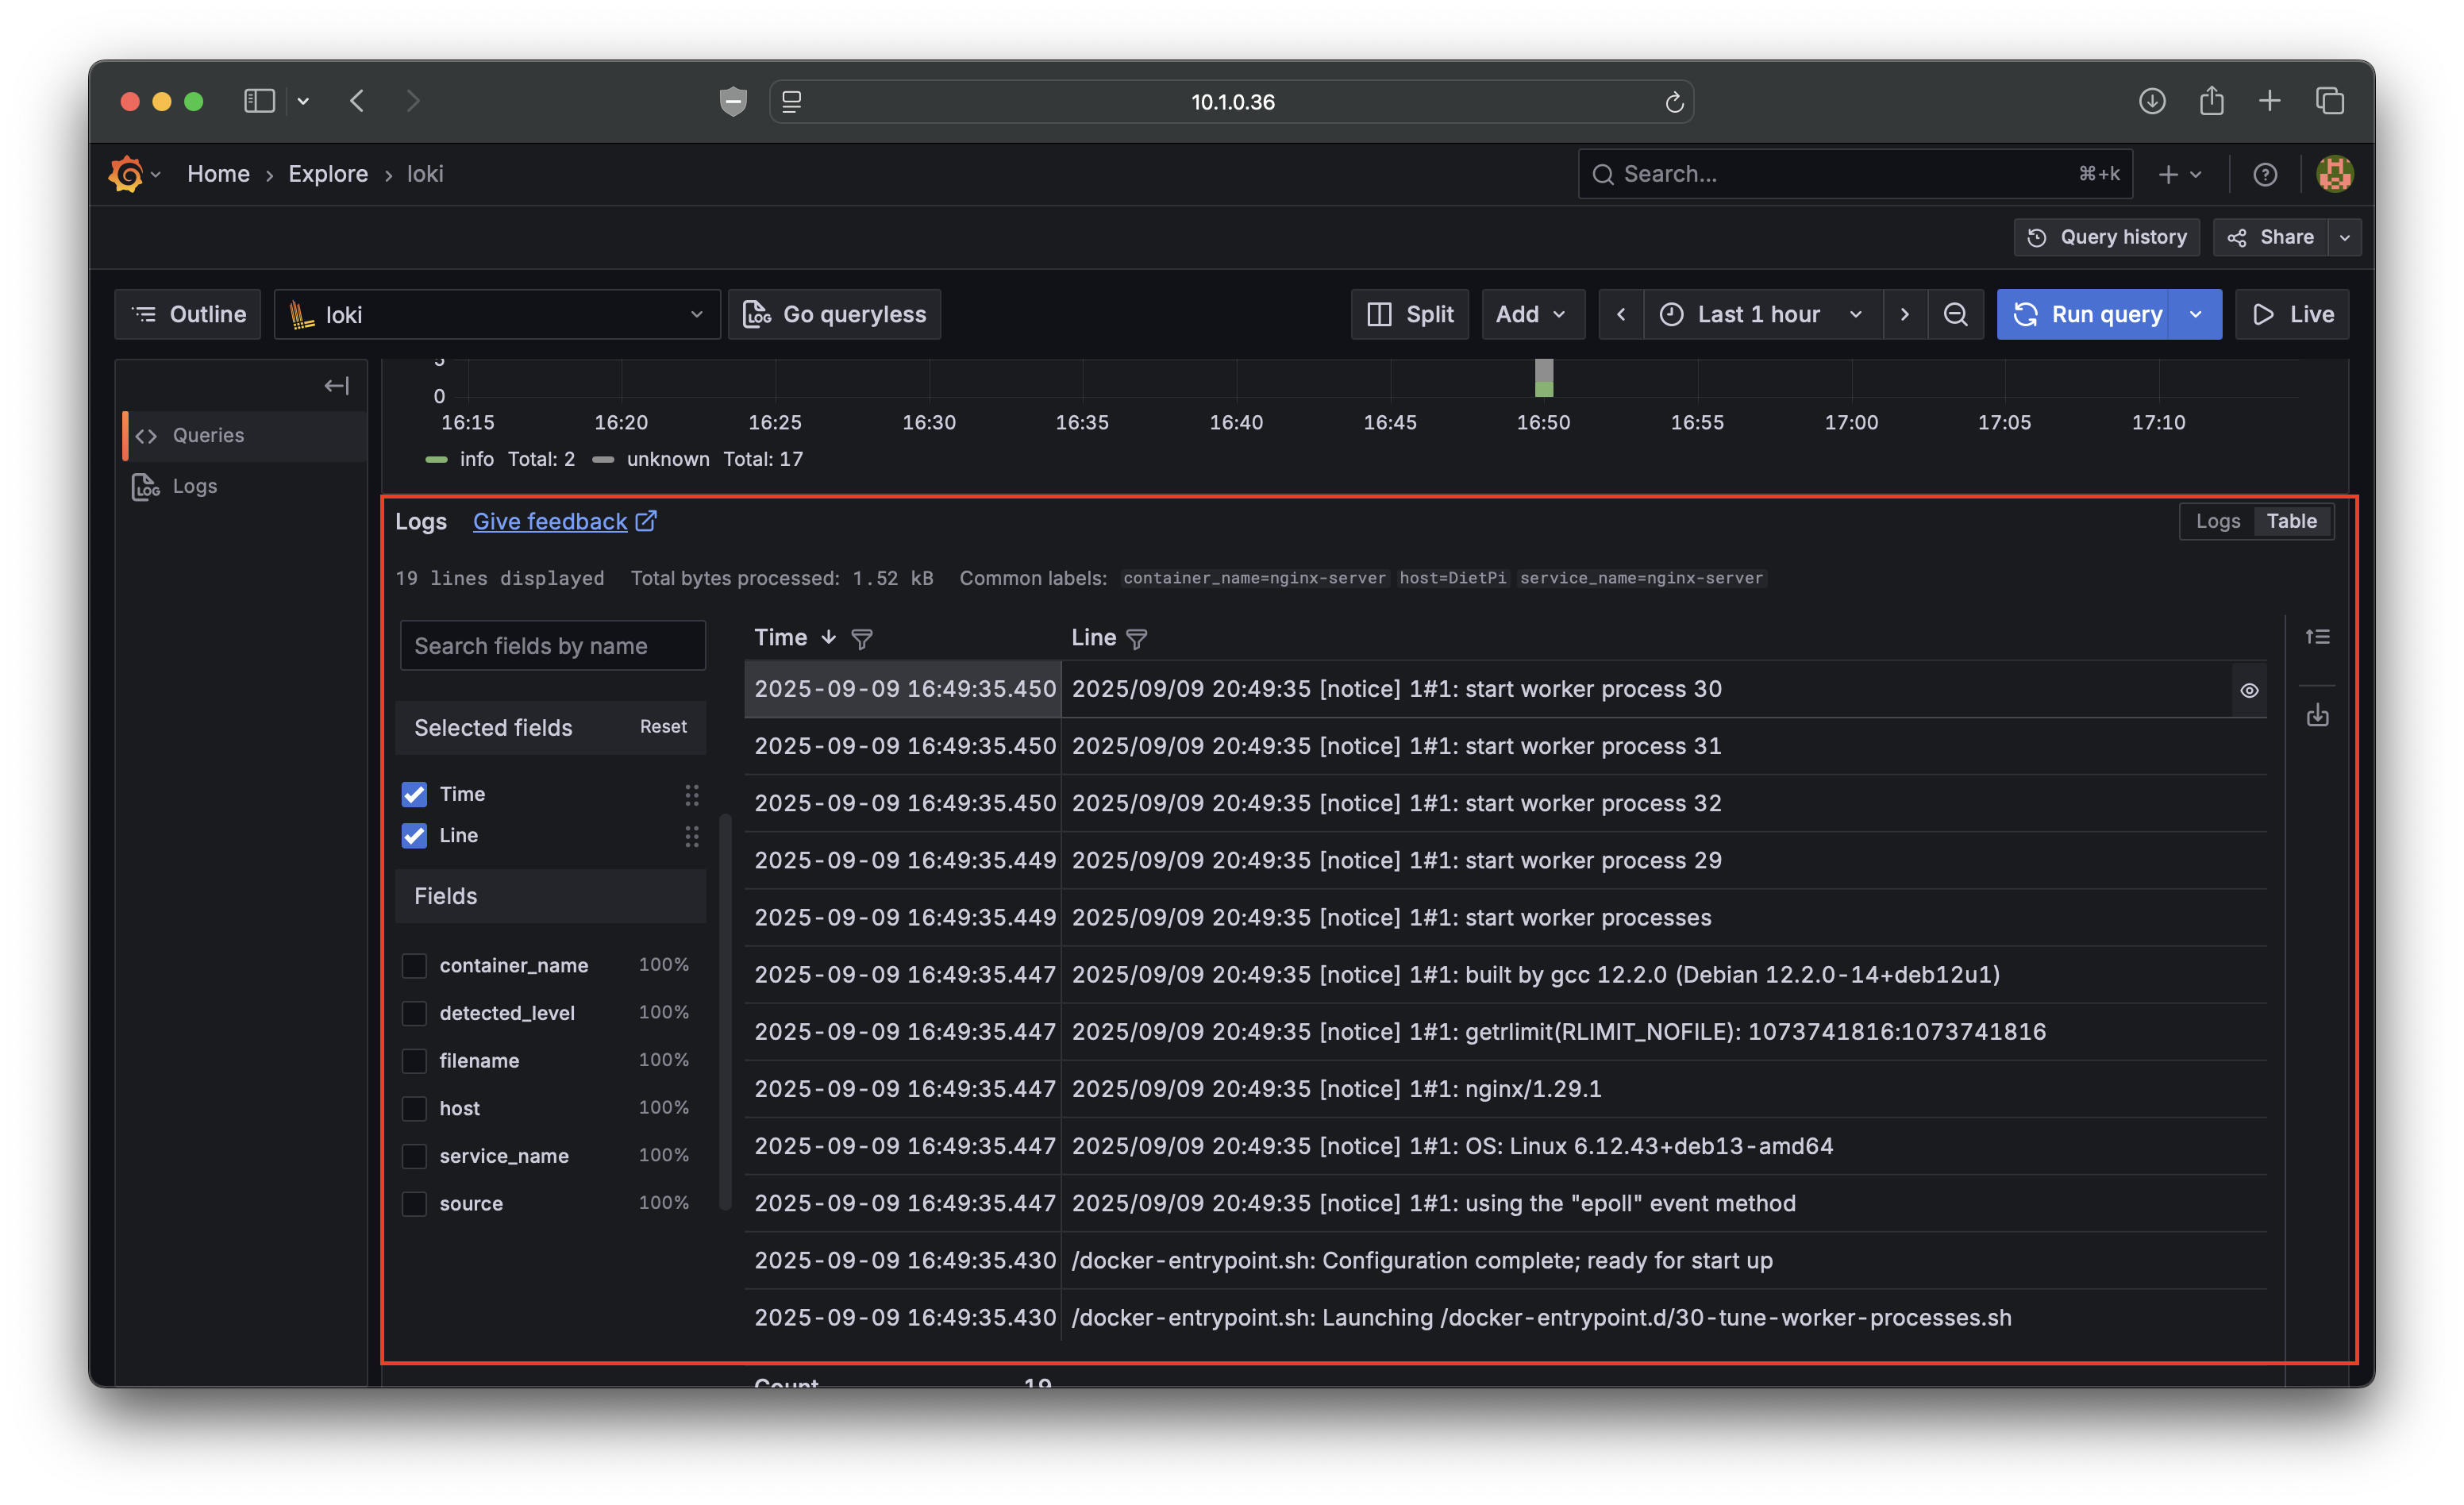 10.1.0.36
Home › Explore › loki
Search... ⌘+k
Query history Share
Outline loki Go queryless Split Add Last 1 hour Run query Live
Queries
Logs
5
0
16:15 16:20 16:25 16:30 16:35 16:40 16:45 16:50 16:55 17:00 17:05 17:10
info Total: 2 unknown Total: 17
Logs Give feedback Logs Table
19 lines displayed Total bytes processed: 1.52 kB Common labels: container_name=nginx-server host=DietPi service_name=nginx-server
Search fields by name
Selected fields Reset
Time
Line
Fields
container_name 100%
detected_level 100%
filename 100%
host 100%
service_name 100%
source 100%
Time Line
2025-09-09 16:49:35.450 2025/09/09 20:49:35 [notice] 1#1: start worker process 30
2025-09-09 16:49:35.450 2025/09/09 20:49:35 [notice] 1#1: start worker process 31
2025-09-09 16:49:35.450 2025/09/09 20:49:35 [notice] 1#1: start worker process 32
2025-09-09 16:49:35.449 2025/09/09 20:49:35 [notice] 1#1: start worker process 29
2025-09-09 16:49:35.449 2025/09/09 20:49:35 [notice] 1#1: start worker processes
2025-09-09 16:49:35.447 2025/09/09 20:49:35 [notice] 1#1: built by gcc 12.2.0 (Debian 12.2.0-14+deb12u1)
2025-09-09 16:49:35.447 2025/09/09 20:49:35 [notice] 1#1: getrlimit(RLIMIT_NOFILE): 1073741816:1073741816
2025-09-09 16:49:35.447 2025/09/09 20:49:35 [notice] 1#1: nginx/1.29.1
2025-09-09 16:49:35.447 2025/09/09 20:49:35 [notice] 1#1: OS: Linux 6.12.43+deb13-amd64
2025-09-09 16:49:35.447 2025/09/09 20:49:35 [notice] 1#1: using the "epoll" event method
2025-09-09 16:49:35.430 /docker-entrypoint.sh: Configuration complete; ready for start up
2025-09-09 16:49:35.430 /docker-entrypoint.sh: Launching /docker-entrypoint.d/30-tune-worker-processes.sh
Count 19